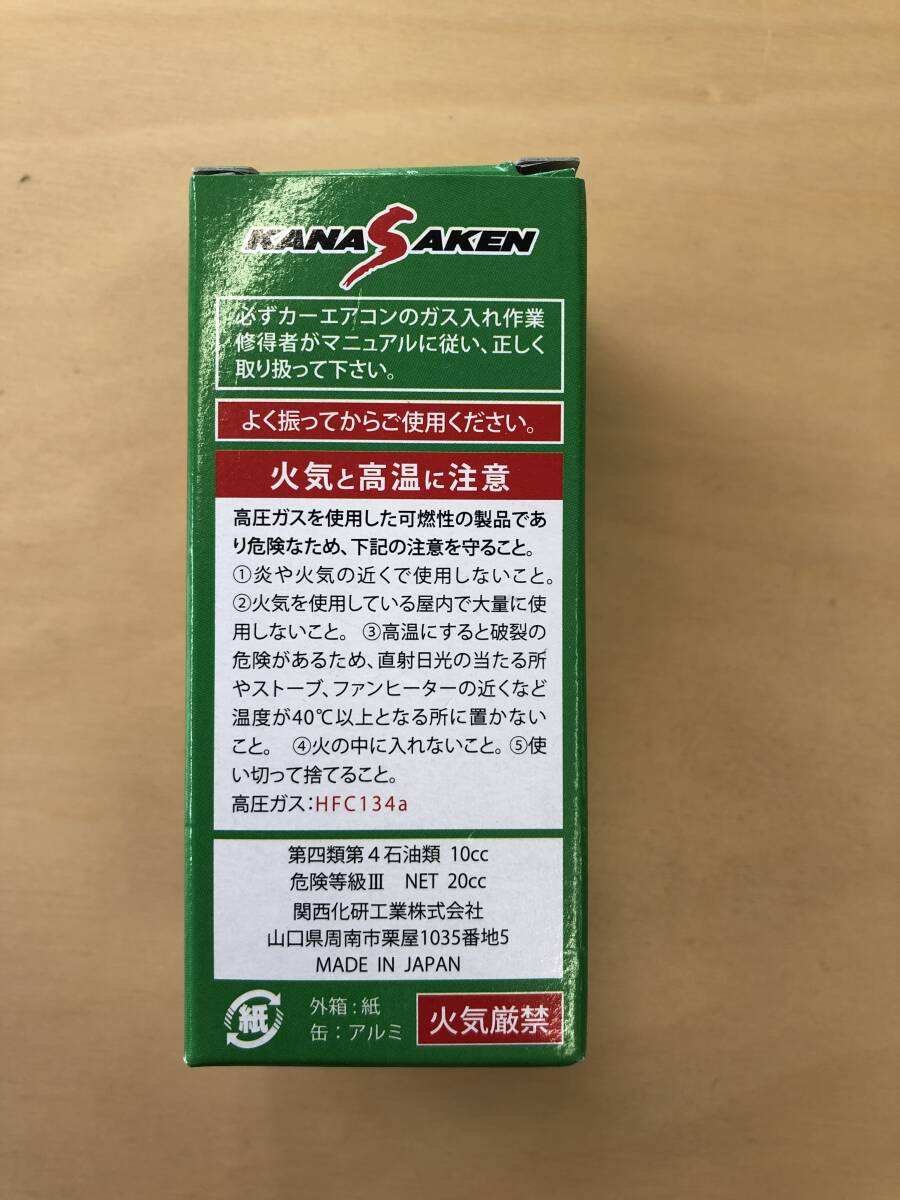 KANASAKEN
必ずカーエアコンのガス入れ作業
修得者がマニュアルに従い、正しく
取り扱って下さい。
よく振ってからご使用ください。
火気と高温に注意
高圧ガスを使用した可燃性の製品であ
り危険なため、下記の注意を守ること。
①炎や火気の近くで使用しないこと。
②火気を使用している屋内で大量に使
用しないこと。 ③高温にすると破裂の
危険があるため、直射日光の当たる所
やストーブ、ファンヒーターの近くなど
温度が40℃以上となる所に置かない
こと。 ④火の中に入れないこと。⑤使
い切って捨てること。
高圧ガス：HFC134a
第四類第４石油類 10cc
危険等級Ⅲ NET 20cc
関西化研工業株式会社
山口県周南市栗屋1035番地5
MADE IN JAPAN
紙
外箱：紙
缶：アルミ
火気厳禁